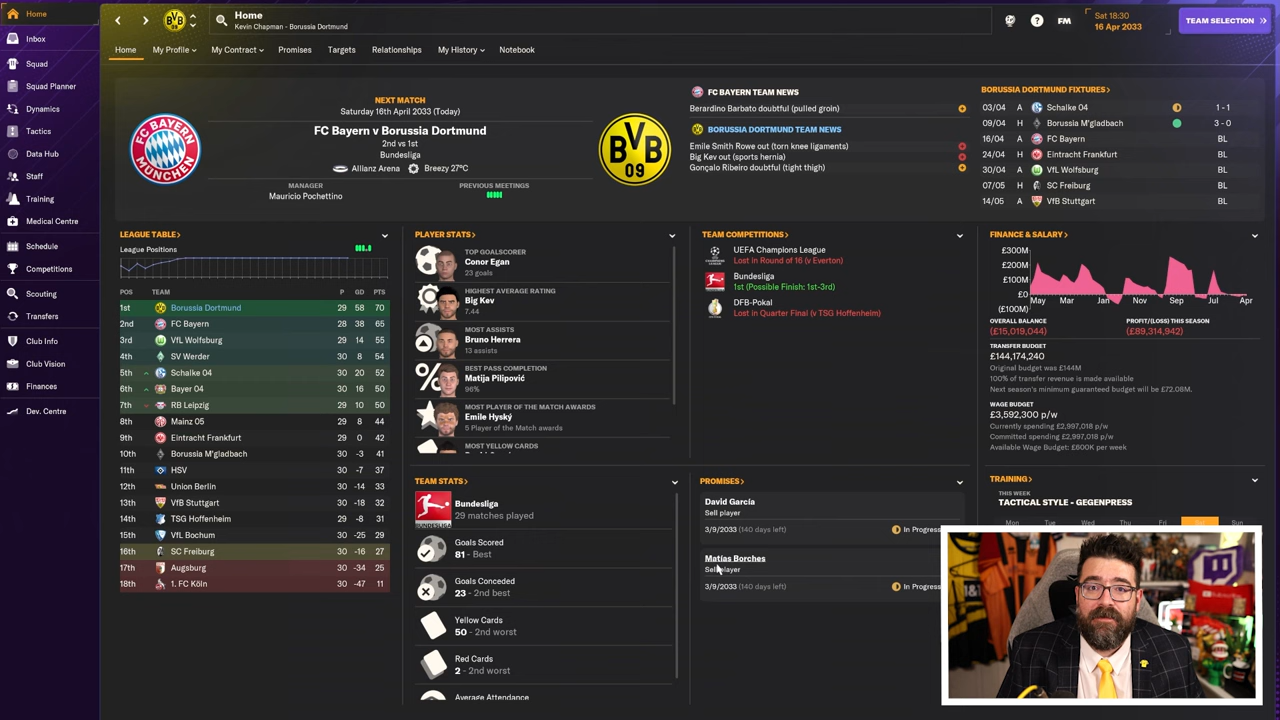 Home
Inbox
Squad
Squad Planner
Dynamics
Tactics
Data Hub
Staff
Training
Medical Centre
Schedule
Competitions
Scouting
Transfers
Club Info
Club Vision
Finances
Dev. Centre
Home
Kevin Chapman - Borussia Dortmund
FM
Sat 18:30
16 Apr 2033
TEAM SELECTION
Home
My Profile
My Contract
Promises
Targets
Relationships
My History
Notebook
NEXT MATCH
Saturday 16th April 2033 (Today)
FC Bayern v Borussia Dortmund
2nd vs 1st
Bundesliga
Allianz Arena
Breezy 27°C
MANAGER
Mauricio Pochettino
PREVIOUS MEETINGS
FC BAYERN TEAM NEWS
Berardino Barbato doubtful (pulled groin)
BORUSSIA DORTMUND TEAM NEWS
Emile Smith Rowe out (torn knee ligaments)
Big Kev out (sports hernia)
Gonçalo Ribeiro doubtful (tight thigh)
BORUSSIA DORTMUND FIXTURES
03/04 A Schalke 04 1 - 1
09/04 H Borussia M'gladbach 3 - 0
16/04 A FC Bayern BL
24/04 H Eintracht Frankfurt BL
30/04 A VfL Wolfsburg BL
07/05 H SC Freiburg BL
14/05 A VfB Stuttgart BL
LEAGUE TABLE
League Positions
POS TEAM P GD PTS
1st Borussia Dortmund 29 58 70
2nd FC Bayern 28 38 65
3rd VfL Wolfsburg 29 14 55
4th SV Werder 30 8 54
5th Schalke 04 30 20 52
6th Bayer 04 30 16 50
7th RB Leipzig 29 10 50
8th Mainz 05 29 8 44
9th Eintracht Frankfurt 29 0 42
10th Borussia M'gladbach 30 -3 41
11th HSV 30 -7 37
12th Union Berlin 30 -14 33
13th VfB Stuttgart 30 -18 32
14th TSG Hoffenheim 29 -8 31
15th VfL Bochum 30 -25 29
16th SC Freiburg 30 -16 27
17th Augsburg 30 -34 25
18th 1. FC Köln 30 -47 11
PLAYER STATS
TOP GOALSCORER
Conor Egan
23 goals
HIGHEST AVERAGE RATING
Big Kev
7.44
MOST ASSISTS
Bruno Herrera
13 assists
BEST PASS COMPLETION
Matija Pilipović
96%
MOST PLAYER OF THE MATCH AWARDS
Emile Hyský
5 Player of the Match awards
MOST YELLOW CARDS
TEAM COMPETITIONS
UEFA Champions League
Lost in Round of 16 (v Everton)
Bundesliga
1st (Possible Finish: 1st-3rd)
DFB-Pokal
Lost in Quarter Final (v TSG Hoffenheim)
FINANCE & SALARY
£300M
£200M
£100M
£0
(£100M)
May Mar Jan Nov Sep Jul Apr
OVERALL BALANCE
(£15,019,044)
PROFIT/(LOSS) THIS SEASON
(£89,314,942)
TRANSFER BUDGET
£144,174,240
Original budget was £144M
100% of transfer revenue is made available
Next season's minimum guaranteed budget will be £72.08M.
WAGE BUDGET
£3,592,300 p/w
Currently spending £2,997,018 p/w
Committed spending £2,997,018 p/w
Available Wage Budget: £600K per week
TEAM STATS
Bundesliga
29 matches played
Goals Scored
81 - Best
Goals Conceded
23 - 2nd best
Yellow Cards
50 - 2nd worst
Red Cards
2 - 2nd worst
Average Attendance
PROMISES
David García
Sell player
3/9/2033 (140 days left)
In Progress
Matías Borches
Sell player
3/9/2033 (140 days left)
In Progress
TRAINING
THIS WEEK
TACTICAL STYLE - GEGENPRESS
Mon Tue Wed Thu Fri Sat Sun